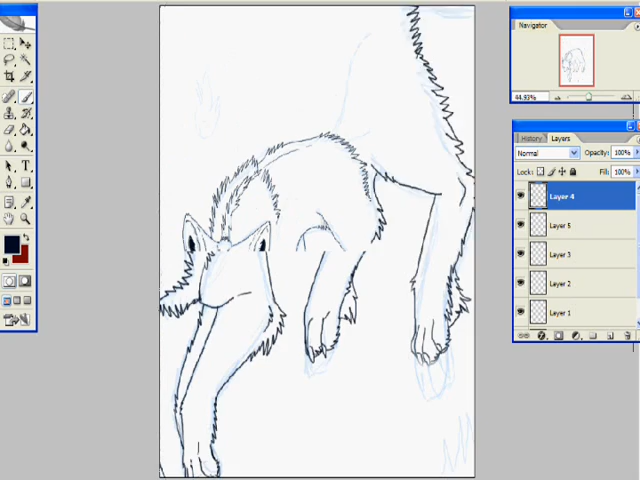 Navigator
44.93%
History
Layers
Normal
Opacity: 100%
Lock:
Fill: 100%
Layer 4
Layer 5
Layer 3
Layer 2
Layer 1
T